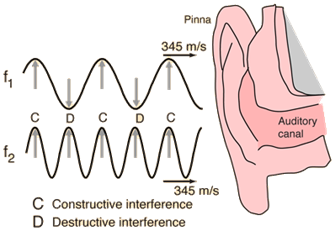 Pinna
345 m/s
f1
C D C D C
f2
Auditory
canal
345 m/s
C Constructive interference
D Destructive interference